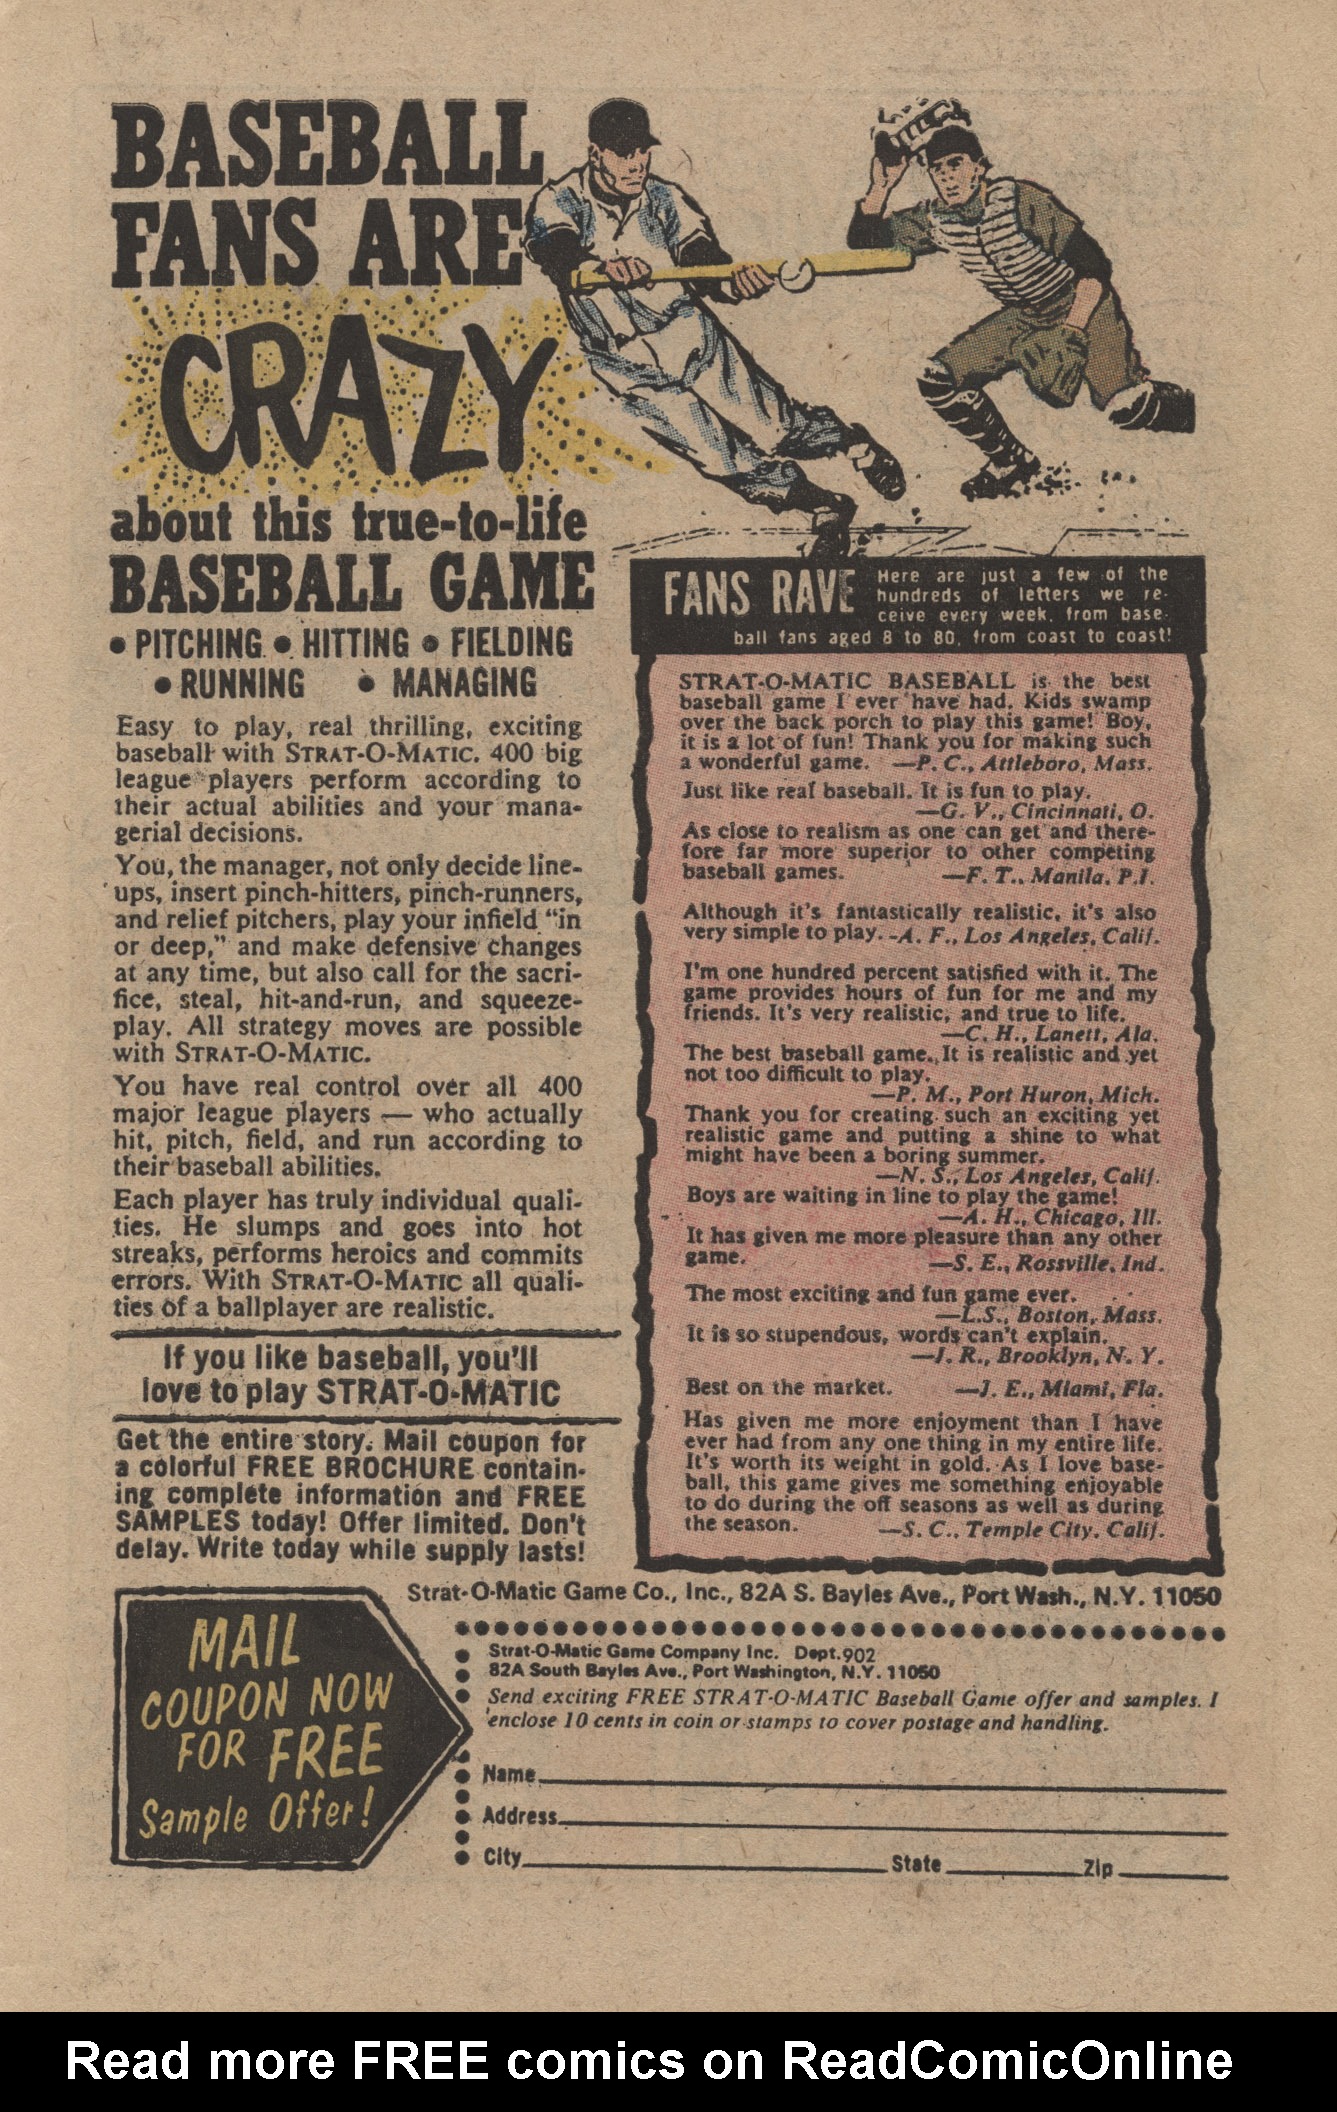 BASEBALL
FANS ARE
CRAZY
about this true-to-life
BASEBALL GAME
• PITCHING • HITTING • FIELDING
• RUNNING • MANAGING
Easy to play, real thrilling, exciting
baseball with STRAT-O-MATIC. 400 big
league players perform according to
their actual abilities and your mana-
gerial decisions.
You, the manager, not only decide line-
ups, insert pinch-hitters, pinch-runners,
and relief pitchers, play your infield "in
or deep," and make defensive changes
at any time, but also call for the sacri-
fice, steal, hit-and-run, and squeeze-
play. All strategy moves are possible
with STRAT-O-MATIC.
You have real control over all 400
major league players — who actually
hit, pitch, field, and run according to
their baseball abilities.
Each player has truly individual quali-
ties. He slumps and goes into hot
streaks, performs heroics and commits
errors. With STRAT-O-MATIC all quali-
ties of a ballplayer are realistic.
If you like baseball, you'll
love to play STRAT-O-MATIC
Get the entire story. Mail coupon for
a colorful FREE BROCHURE contain-
ing complete information and FREE
SAMPLES today! Offer limited. Don't
delay. Write today while supply lasts!
FANS RAVE
Here are just a few of the
hundreds of letters we re-
ceive every week, from base-
ball fans aged 8 to 80, from coast to coast!
STRAT-O-MATIC BASEBALL is the best
baseball game I ever have had. Kids swamp
over the back porch to play this game! Boy,
it is a lot of fun! Thank you for making such
a wonderful game. —P. C., Attleboro, Mass.
Just like real baseball. It is fun to play.
—G. V., Cincinnati, O.
As close to realism as one can get and there-
fore far more superior to other competing
baseball games. —F. T., Manila, P.I.
Although it's fantastically realistic, it's also
very simple to play. -A. F., Los Angeles, Calif.
I'm one hundred percent satisfied with it. The
game provides hours of fun for me and my
friends. It's very realistic, and true to life.
—C. H., Lanett, Ala.
The best baseball game. It is realistic and yet
not too difficult to play.
—P. M., Port Huron, Mich.
Thank you for creating such an exciting yet
realistic game and putting a shine to what
might have been a boring summer.
—N. S., Los Angeles, Calif.
Boys are waiting in line to play the game!
—A. H., Chicago, Ill.
It has given me more pleasure than any other
game. —S. E., Rossville, Ind.
The most exciting and fun game ever.
—L.S., Boston, Mass.
It is so stupendous, words can't explain.
—J. R., Brooklyn, N. Y.
Best on the market. —J. E., Miami, Fla.
Has given me more enjoyment than I have
ever had from any one thing in my entire life.
It's worth its weight in gold. As I love base-
ball, this game gives me something enjoyable
to do during the off seasons as well as during
the season. —S. C., Temple City, Calif.
Strat-O-Matic Game Co., Inc., 82A S. Bayles Ave., Port Wash., N.Y. 11050
MAIL
COUPON NOW
FOR FREE
Sample Offer!
Strat-O-Matic Game Company Inc. Dept.902
82A South Bayles Ave., Port Washington, N.Y. 11050
Send exciting FREE STRAT-O-MATIC Baseball Game offer and samples. I
enclose 10 cents in coin or stamps to cover postage and handling.
Name
Address
City State Zip
Read more FREE comics on ReadComicOnline